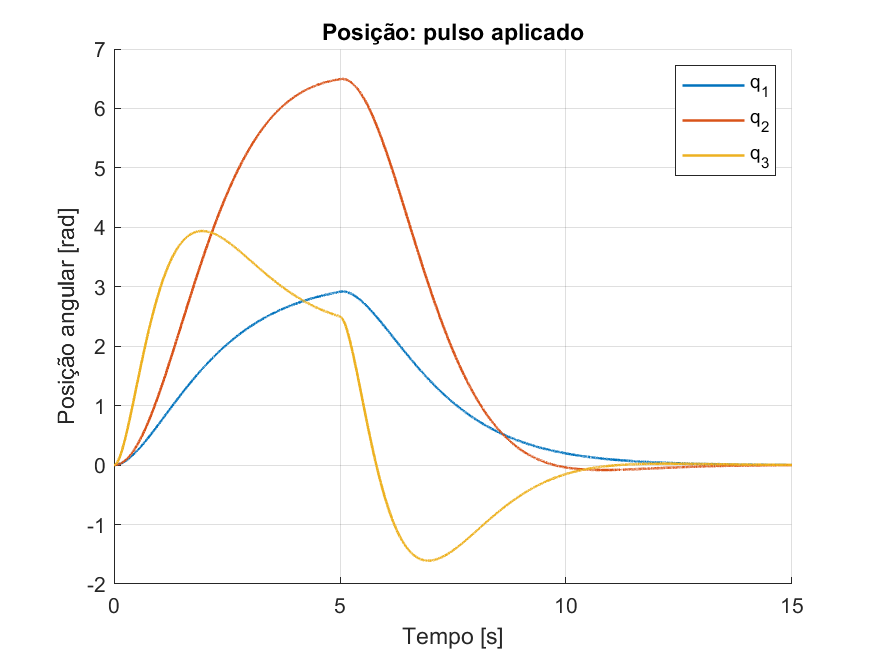 Posição: pulso aplicado
7
6
5
4
3
2
1
0
-1
-2
Posição angular [rad]
q1
q2
q3
0
5
10
15
Tempo [s]